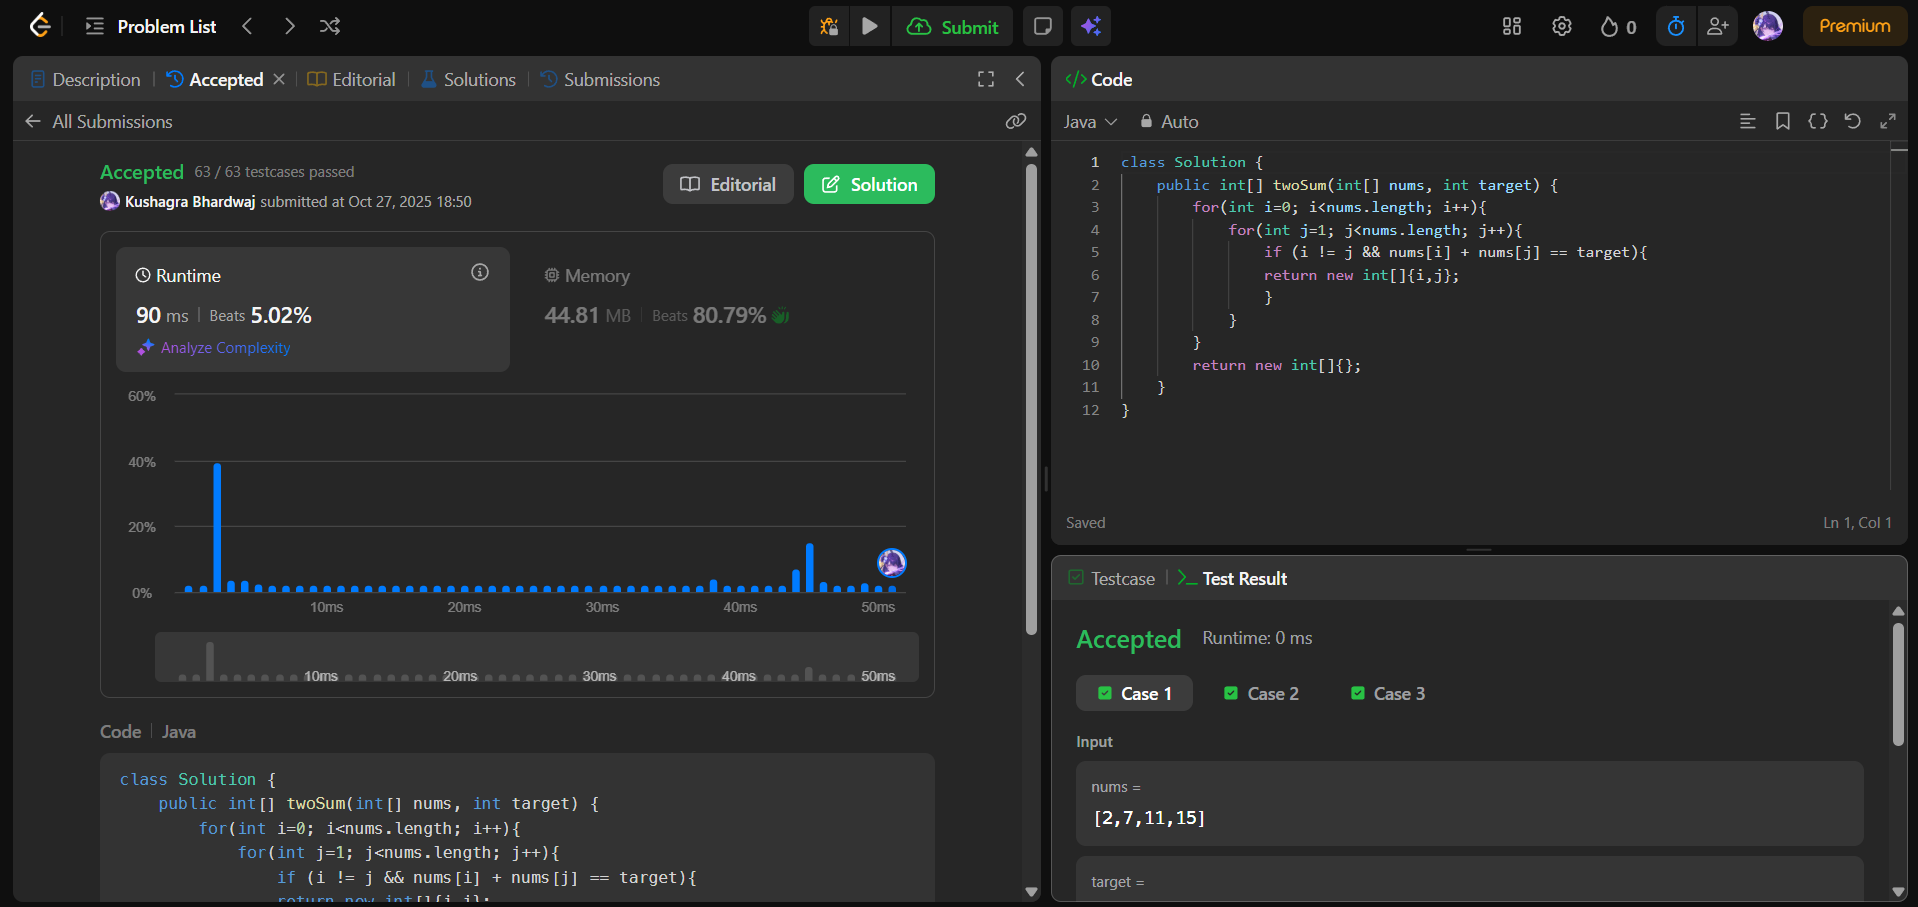 Problem List
Submit
0
Premium
Description
Accepted
Editorial
Solutions
Submissions
All Submissions
Accepted 63 / 63 testcases passed
Kushagra Bhardwaj submitted at Oct 27, 2025 18:50
Editorial
Solution
Runtime
90 ms | Beats 5.02%
Analyze Complexity
Memory
44.81 MB | Beats 80.79%
60%
40%
20%
0%
10ms 20ms 30ms 40ms 50ms
10ms 20ms 30ms 40ms 50ms
Code | Java
class Solution {
    public int[] twoSum(int[] nums, int target) {
        for(int i=0; i<nums.length; i++){
            for(int j=1; j<nums.length; j++){
                if (i != j && nums[i] + nums[j] == target){
                return new int[]{i,j};
</> Code
Java
Auto
1 class Solution {
2     public int[] twoSum(int[] nums, int target) {
3         for(int i=0; i<nums.length; i++){
4             for(int j=1; j<nums.length; j++){
5                 if (i != j && nums[i] + nums[j] == target){
6                 return new int[]{i,j};
7                 }
8             }
9         }
10         return new int[]{};
11     }
12 }
Saved
Ln 1, Col 1
Testcase
Test Result
Accepted Runtime: 0 ms
Case 1
Case 2
Case 3
Input
nums =
[2,7,11,15]
target =